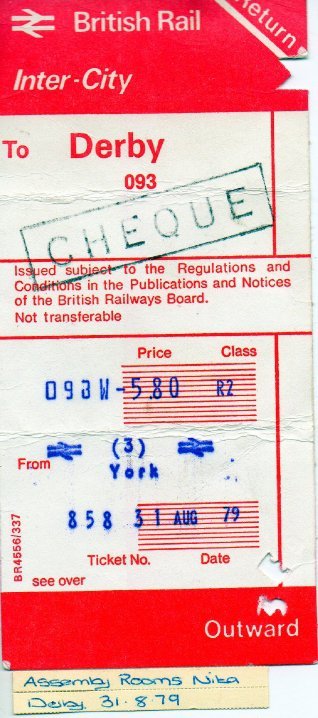 British Rail
Return
Inter-City
To Derby
093
CHEQUE
Issued subject to the Regulations and
Conditions in the Publications and Notices
of the British Railways Board.
Not transferable
Price Class
093W-5.80 R2
(3)
From
York
858 31 AUG 79
Ticket No. Date
see over
BR4556/337
Outward
Assemby Rooms Nika
Derby 31.8.79